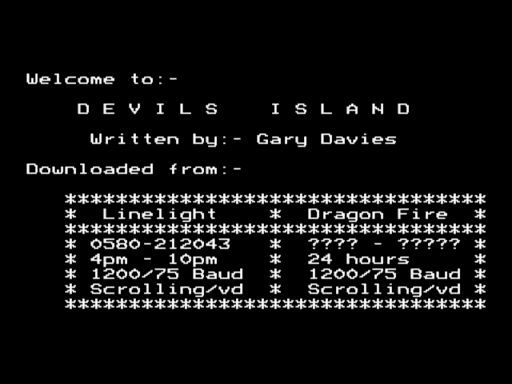 Welcome to:-
D E V I L S   I S L A N D
Written by:- Gary Davies
Downloaded from:-
*********************************
*  Linelight    *  Dragon Fire  *
*********************************
* 0580-212043   *  ???? - ????? *
* 4pm - 10pm    *  24 hours     *
* 1200/75 Baud  *  1200/75 Baud *
* Scrolling/vd  *  Scrolling/vd *
*********************************